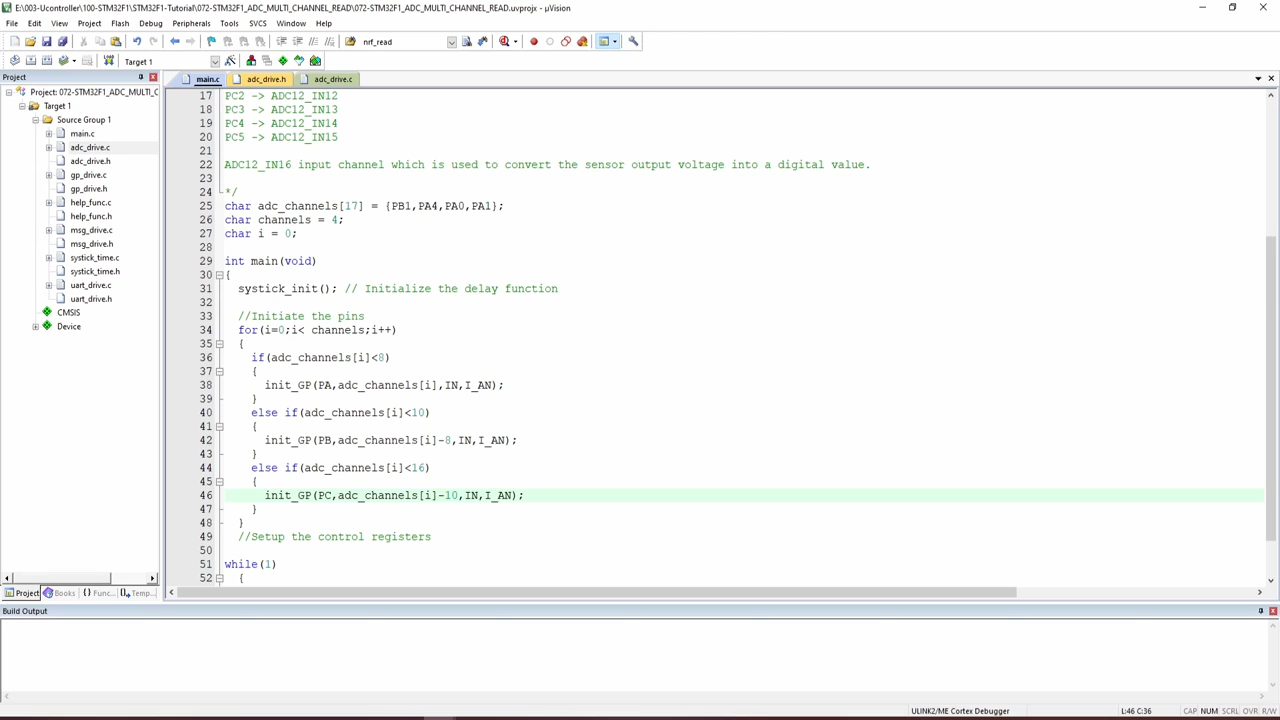 E:\003-Ucontroller\100-STM32F1\STM32F1-Tutorial\072-STM32F1_ADC_MULTI_CHANNEL_READ\072-STM32F1_ADC_MULTI_CHANNEL_READ.uvprojx - µVision
File Edit View Project Flash Debug Peripherals Tools SVCS Window Help
nrf_read
Target 1
Project
main.c adc_drive.h adc_drive.c
Project: 072-STM32F1_ADC_MULTI_C
Target 1
Source Group 1
main.c
adc_drive.c
adc_drive.h
gp_drive.c
gp_drive.h
help_func.c
help_func.h
msg_drive.c
msg_drive.h
systick_time.c
systick_time.h
uart_drive.c
uart_drive.h
CMSIS
Device
17 PC2 -> ADC12_IN12
18 PC3 -> ADC12_IN13
19 PC4 -> ADC12_IN14
20 PC5 -> ADC12_IN15
21
22 ADC12_IN16 input channel which is used to convert the sensor output voltage into a digital value.
23
24 */
25 char adc_channels[17] = {PB1,PA4,PA0,PA1};
26 char channels = 4;
27 char i = 0;
28
29 int main(void)
30 {
31 systick_init(); // Initialize the delay function
32
33 //Initiate the pins
34 for(i=0;i< channels;i++)
35 {
36 if(adc_channels[i]<8)
37 {
38 init_GP(PA,adc_channels[i],IN,I_AN);
39 }
40 else if(adc_channels[i]<10)
41 {
42 init_GP(PB,adc_channels[i]-8,IN,I_AN);
43 }
44 else if(adc_channels[i]<16)
45 {
46 init_GP(PC,adc_channels[i]-10,IN,I_AN);
47 }
48 }
49 //Setup the control registers
50
51 while(1)
52 {
Project Books {} Func... Temp...
Build Output
ULINK2/ME Cortex Debugger L:46 C:36 CAP NUM SCRL OVR R/W